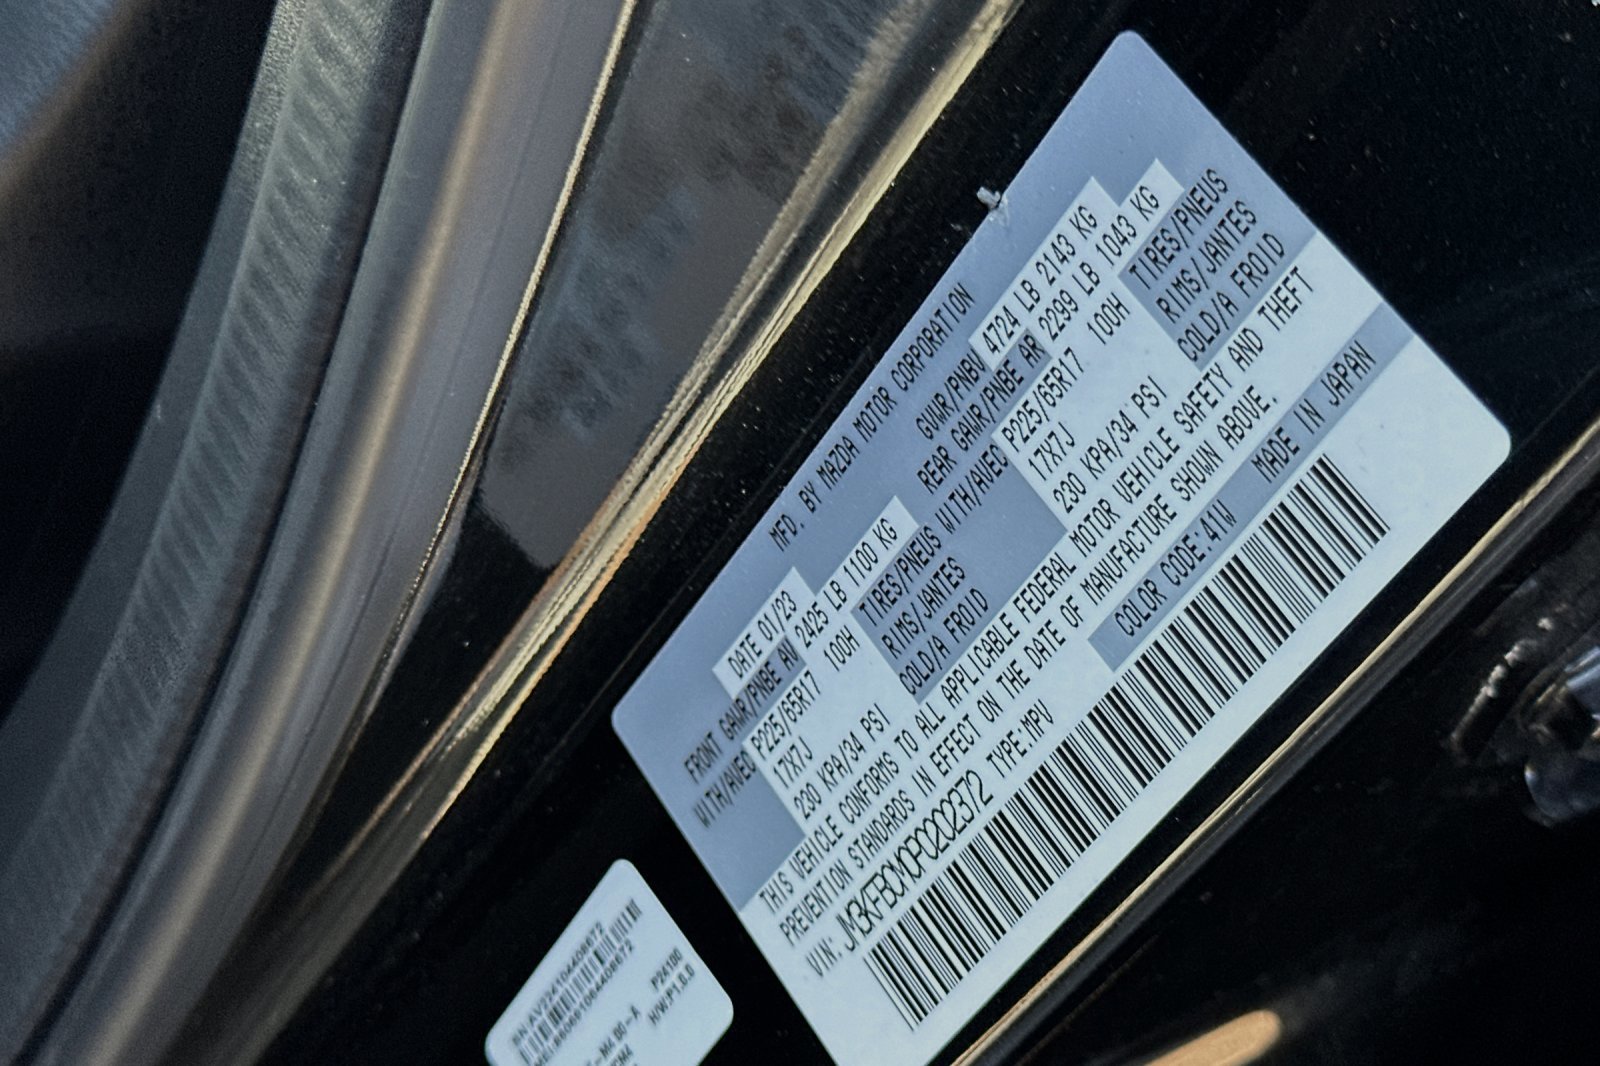 MFD. BY MAZDA MOTOR CORPORATION
DATE 01/23 GVWR/PNBV 4724 LB 2143 KG
FRONT GAWR/PNBE AV 2425 LB 1100 KG REAR GAWR/PNBE AR 2299 LB 1043 KG
WITH/AVEC P225/65R17 100H TIRES/PNEUS WITH/AVEC P225/65R17 100H TIRES/PNEUS
17X7J RIMS/JANTES 17X7J RIMS/JANTES
230 KPA/34 PSI COLD/A FROID 230 KPA/34 PSI COLD/A FROID
THIS VEHICLE CONFORMS TO ALL APPLICABLE FEDERAL MOTOR VEHICLE SAFETY AND THEFT
PREVENTION STANDARDS IN EFFECT ON THE DATE OF MANUFACTURE SHOWN ABOVE.
VIN: JM3KFBCM0P0202372 TYPE:MPV COLOR CODE:41W MADE IN JAPAN
P24100
HW:P1.0.0